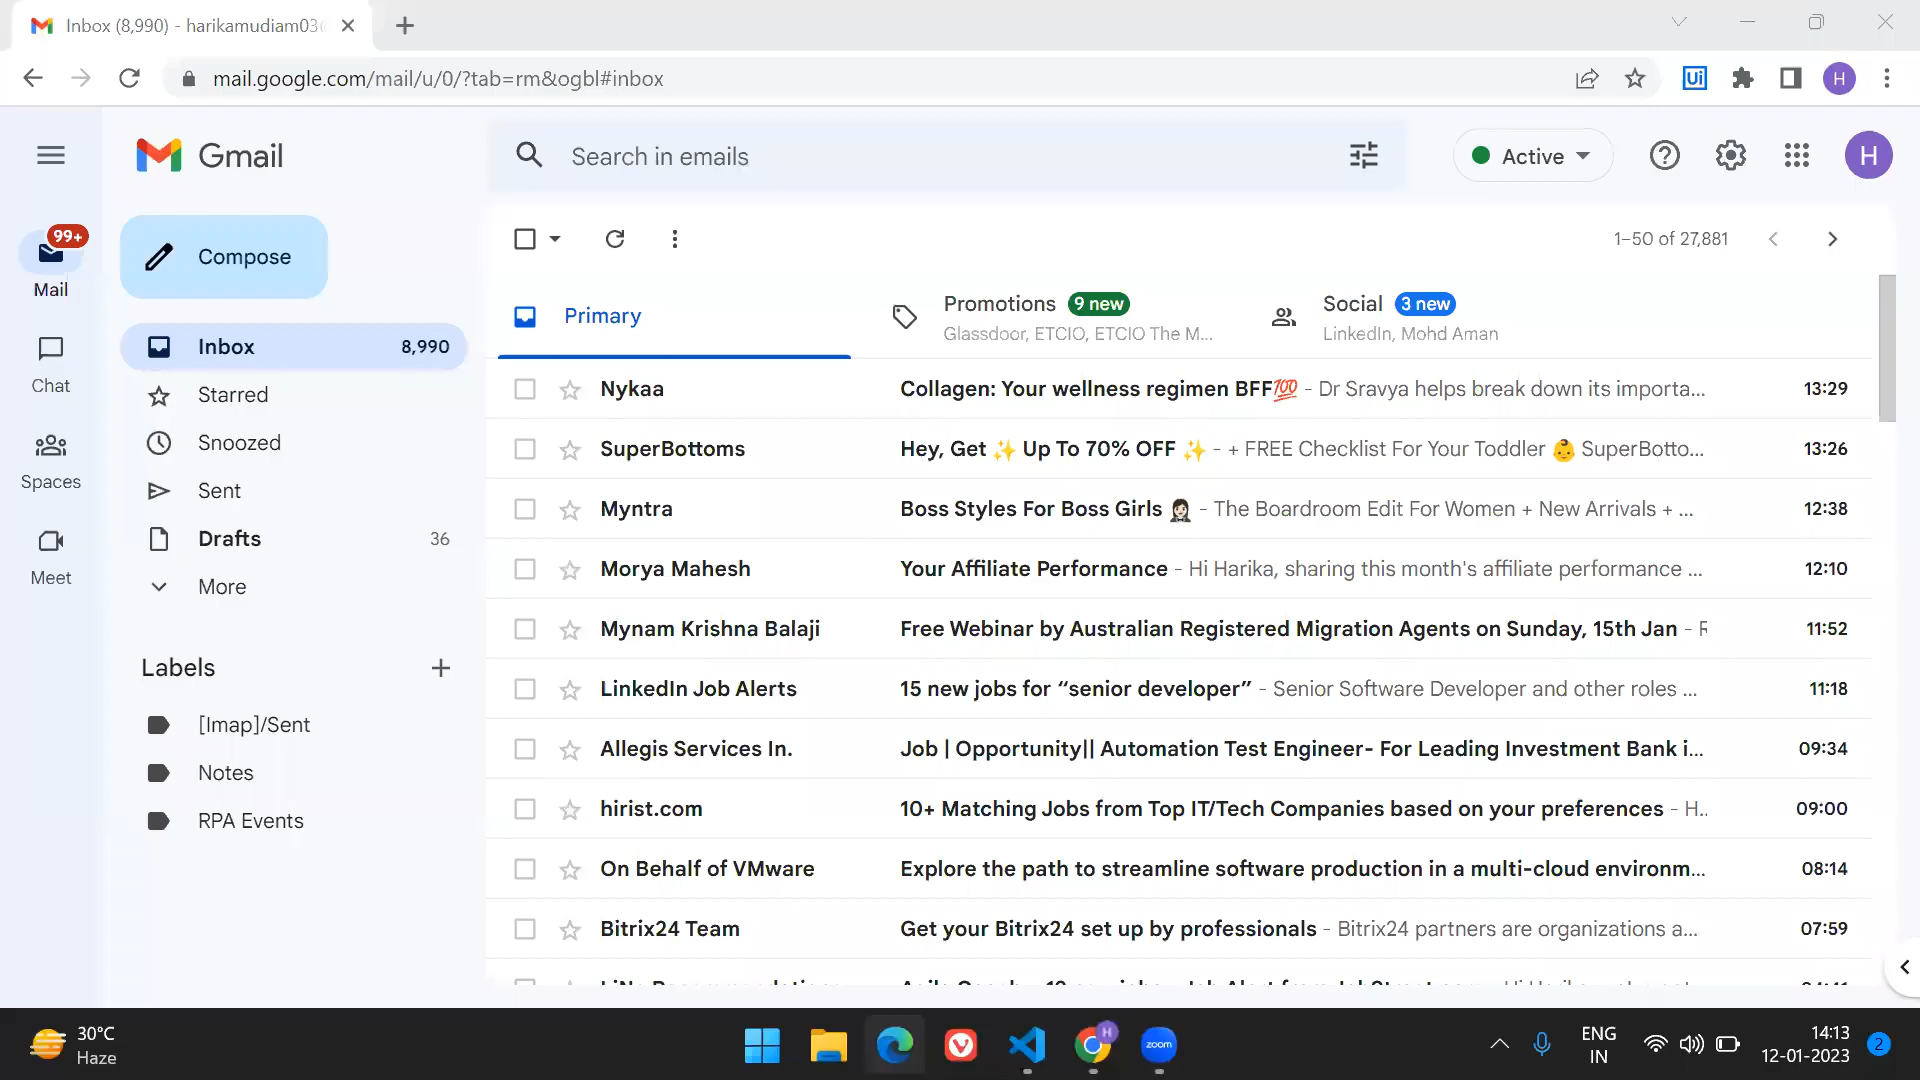 Inbox (8,990) - harikamudiam03
mail.google.com/mail/u/0/?tab=rm&ogbl#inbox
Ui
H
Gmail
Search in emails
Active
H
99+
Mail
Chat
Spaces
Meet
Compose
Inbox 8,990
Starred
Snoozed
Sent
Drafts 36
More
Labels
[Imap]/Sent
Notes
RPA Events
1–50 of 27,881
Primary
Promotions 9 new
Glassdoor, ETCIO, ETCIO The M...
Social 3 new
LinkedIn, Mohd Aman
Nykaa Collagen: Your wellness regimen BFF💯 - Dr Sravya helps break down its importa... 13:29
SuperBottoms Hey, Get ✨ Up To 70% OFF ✨ - + FREE Checklist For Your Toddler 👶 SuperBotto... 13:26
Myntra Boss Styles For Boss Girls 🤵🏻‍♀️ - The Boardroom Edit For Women + New Arrivals + ... 12:38
Morya Mahesh Your Affiliate Performance - Hi Harika, sharing this month's affiliate performance ... 12:10
Mynam Krishna Balaji Free Webinar by Australian Registered Migration Agents on Sunday, 15th Jan - 11:52
LinkedIn Job Alerts 15 new jobs for “senior developer” - Senior Software Developer and other roles ... 11:18
Allegis Services In. Job | Opportunity|| Automation Test Engineer- For Leading Investment Bank i... 09:34
hirist.com 10+ Matching Jobs from Top IT/Tech Companies based on your preferences - H.. 09:00
On Behalf of VMware Explore the path to streamline software production in a multi-cloud environm... 08:14
Bitrix24 Team Get your Bitrix24 set up by professionals - Bitrix24 partners are organizations a... 07:59
30°C
Haze
H
zoom
ENG
IN
14:13
12-01-2023
2